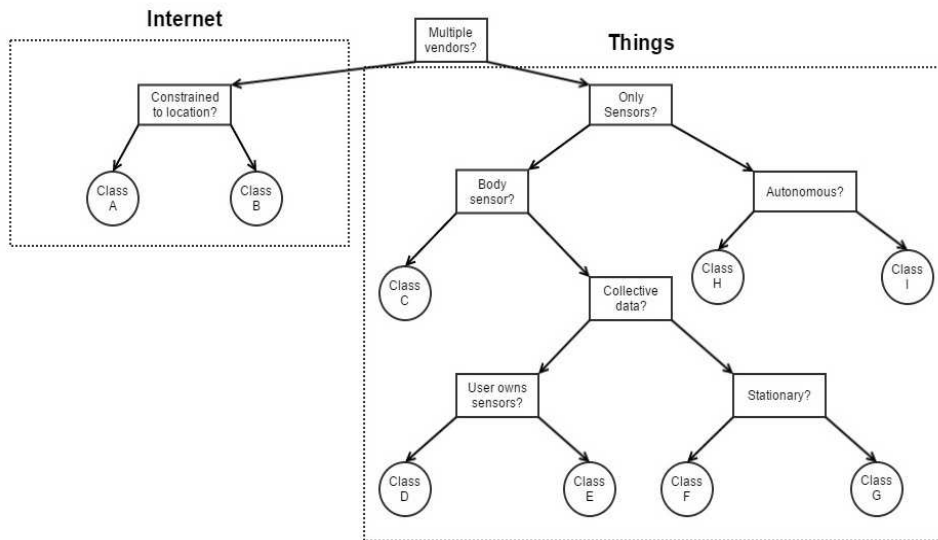 Internet
Multiple
vendors?
Things
Constrained
to location?
Only
Sensors?
Class
A
Class
B
Body
sensor?
Autonomous?
Class
C
Class
H
Class
I
Collective
data?
User owns
sensors?
Stationary?
Class
D
Class
E
Class
F
Class
G